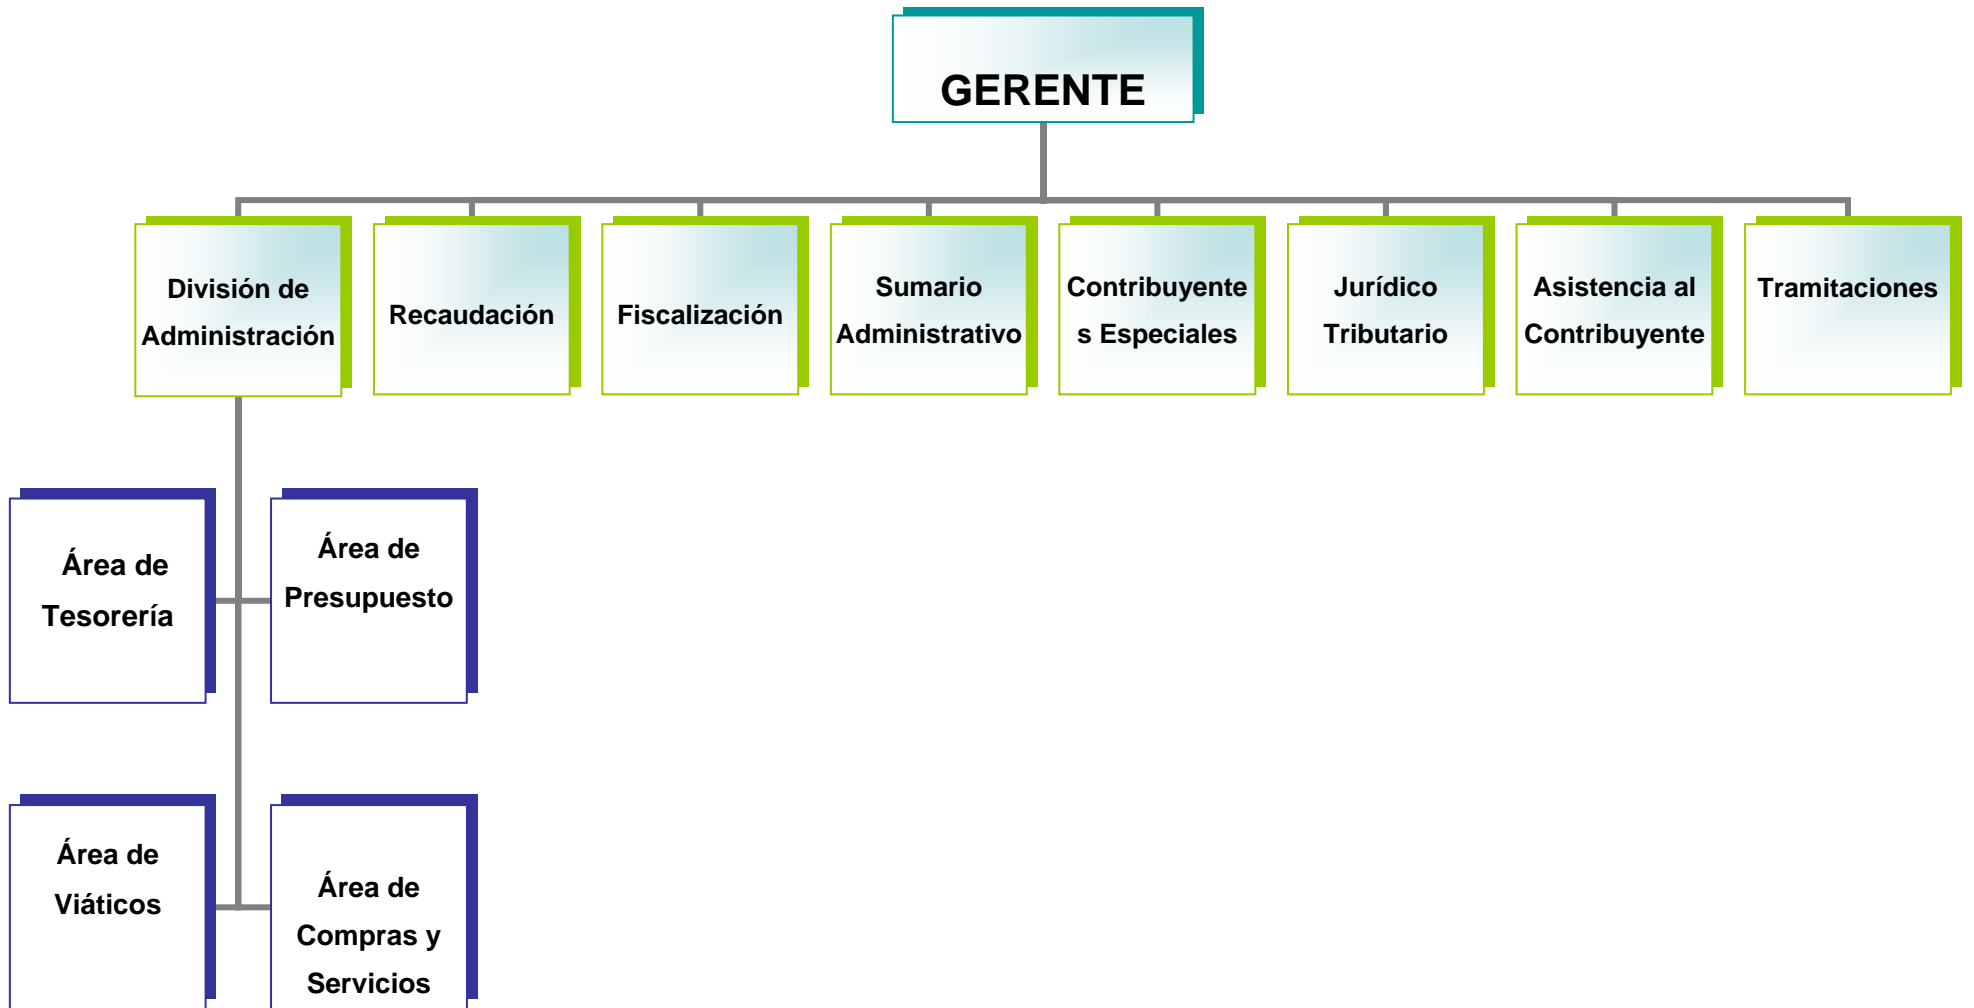 GERENTE
División de
Administración
Recaudación
Fiscalización
Sumario
Administrativo
Contribuyente
s Especiales
Jurídico
Tributario
Asistencia al
Contribuyente
Tramitaciones
Área de
Tesorería
Área de
Presupuesto
Área de
Viáticos
Área de
Compras y
Servicios